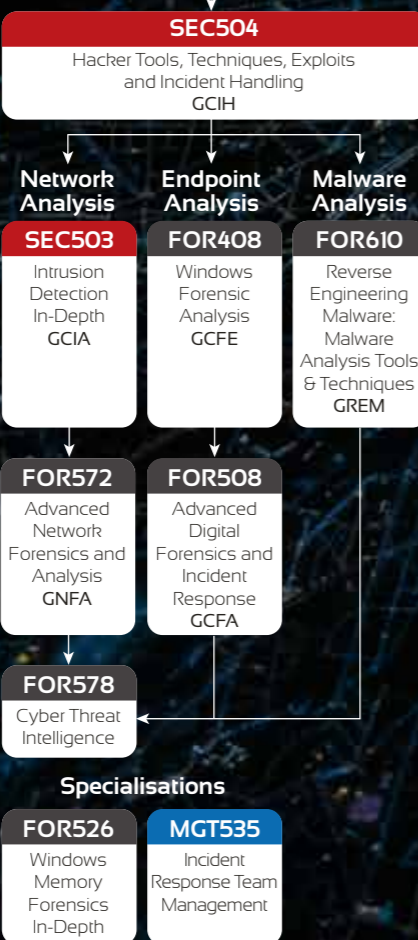 SEC504
Hacker Tools, Techniques, Exploits
and Incident Handling
GCIH
Network
Analysis
SEC503
Intrusion
Detection
In-Depth
GCIA
FOR572
Advanced
Network
Forensics and
Analysis
GNFA
FOR578
Cyber Threat
Intelligence
Endpoint
Analysis
FOR408
Windows
Forensic
Analysis
GCFE
FOR508
Advanced
Digital
Forensics and
Incident
Response
GCFA
Malware
Analysis
FOR610
Reverse
Engineering
Malware:
Malware
Analysis Tools
& Techniques
GREM
Specialisations
FOR526
Windows
Memory
Forensics
In-Depth
MGT535
Incident
Response Team
Management